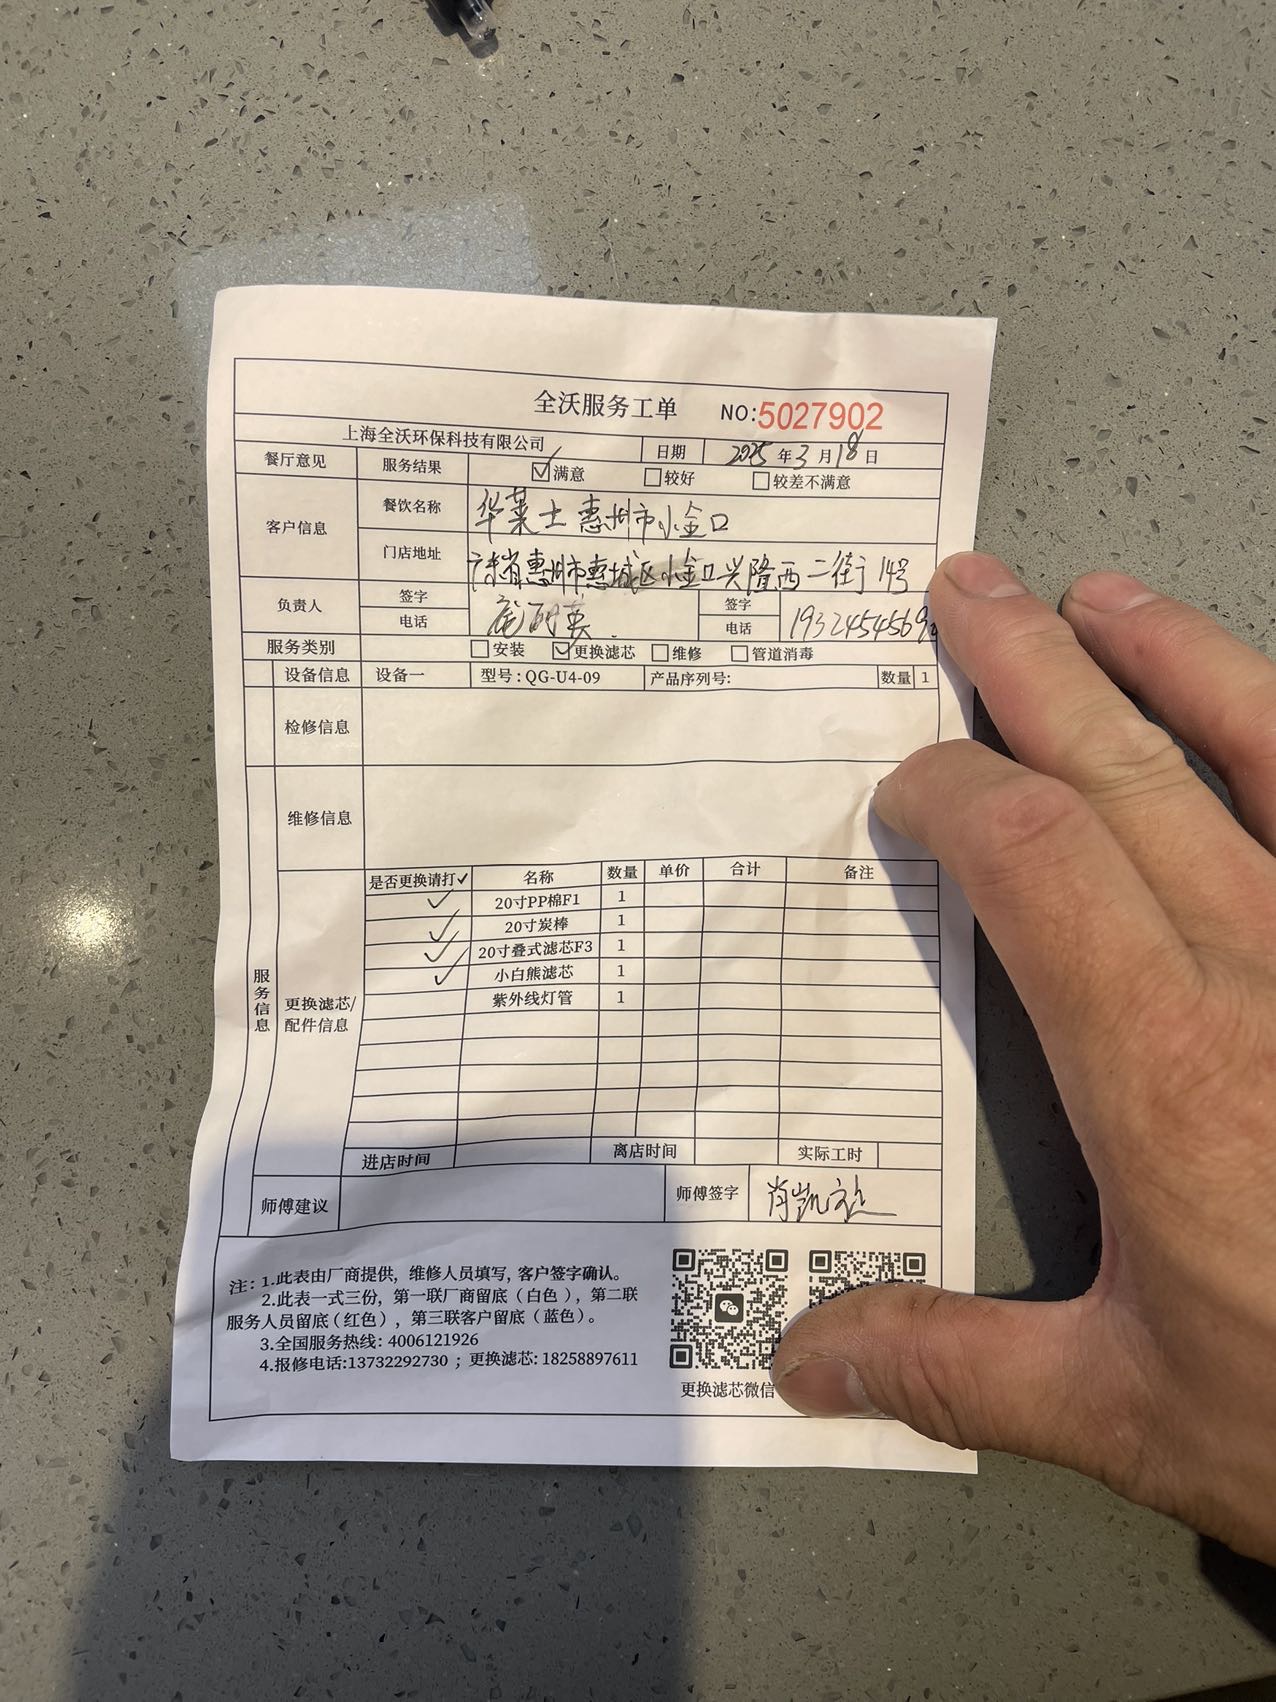 全沃服务工单 NO:5027902
上海全沃环保科技有限公司 日期 2025年3月18日
餐厅意见 服务结果 ☑满意 ☐较好 ☐较差不满意
客户信息 餐饮名称 华莱士 惠州市小金口
门店地址 广东省惠州市惠城区小金口兴隆西二街 14号
负责人 签字 签字
电话 电话 1932454569
服务类别 ☐安装 ☑更换滤芯 ☐维修 ☐管道消毒
设备信息 设备一 型号:QG-U4-09 产品序列号: 数量 1
检修信息
维修信息
服务信息
更换滤芯/配件信息
是否更换请打✓ 名称 数量 单价 合计 备注
✓ 20寸PP棉F1 1
✓ 20寸炭棒 1
✓ 20寸叠式滤芯F3 1
✓ 小白熊滤芯 1
紫外线灯管 1
进店时间 离店时间 实际工时
师傅建议 师傅签字 肖凯
注: 1.此表由厂商提供, 维修人员填写, 客户签字确认。
2.此表一式三份, 第一联厂商留底(白色), 第二联
服务人员留底(红色), 第三联客户留底(蓝色)。
3.全国服务热线: 4006121926
4.报修电话:13732292730 ; 更换滤芯: 18258897611
更换滤芯微信